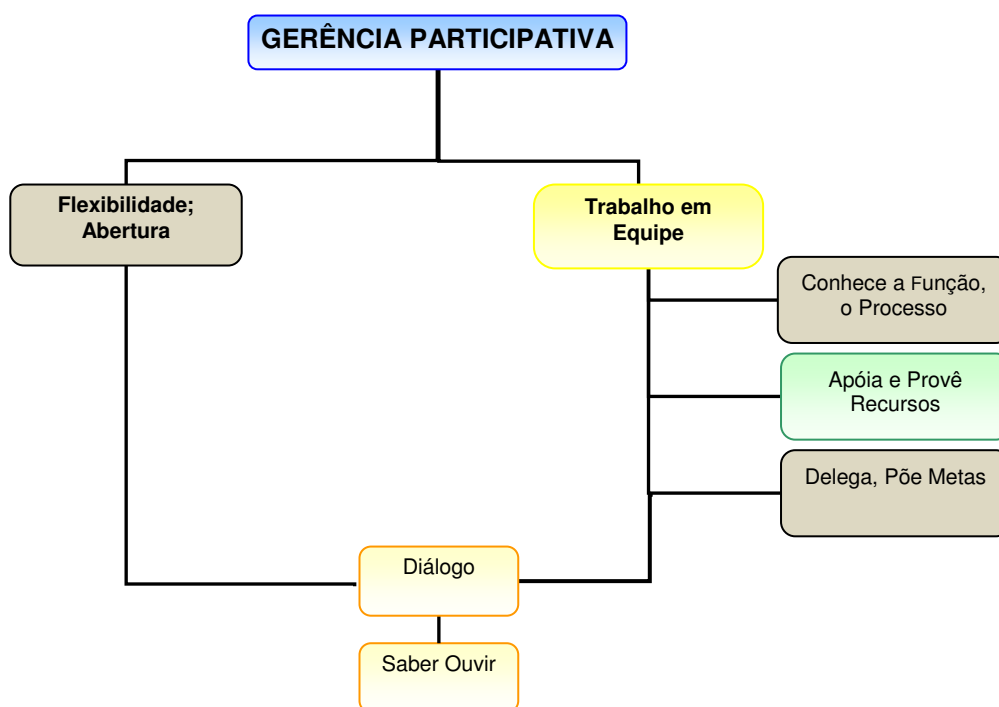 GERÊNCIA PARTICIPATIVA
Flexibilidade;
Abertura
Trabalho em
Equipe
Conhece a Função,
o Processo
Apóia e Provê
Recursos
Delega, Põe Metas
Diálogo
Saber Ouvir